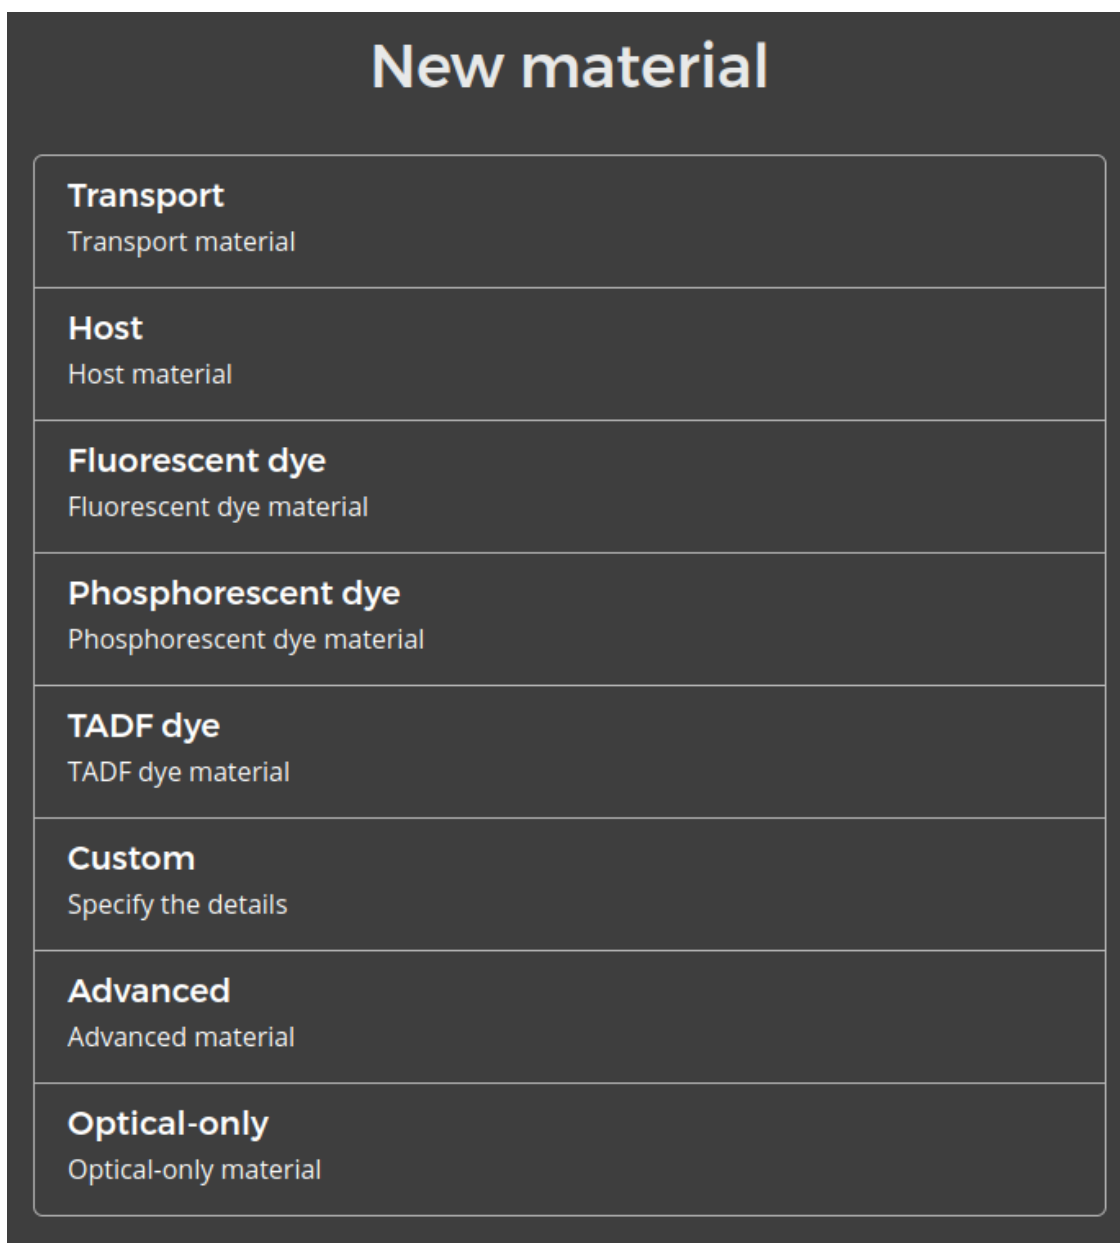 New material
Transport
Transport material
Host
Host material
Fluorescent dye
Fluorescent dye material
Phosphorescent dye
Phosphorescent dye material
TADF dye
TADF dye material
Custom
Specify the details
Advanced
Advanced material
Optical-only
Optical-only material